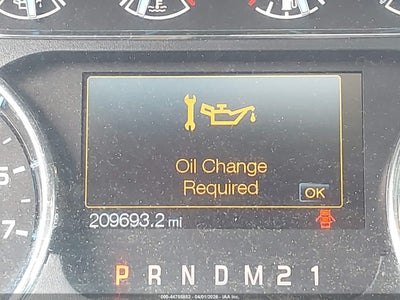 Oil Change
Required
OK
209693.2 mi
P R N D M 2 1